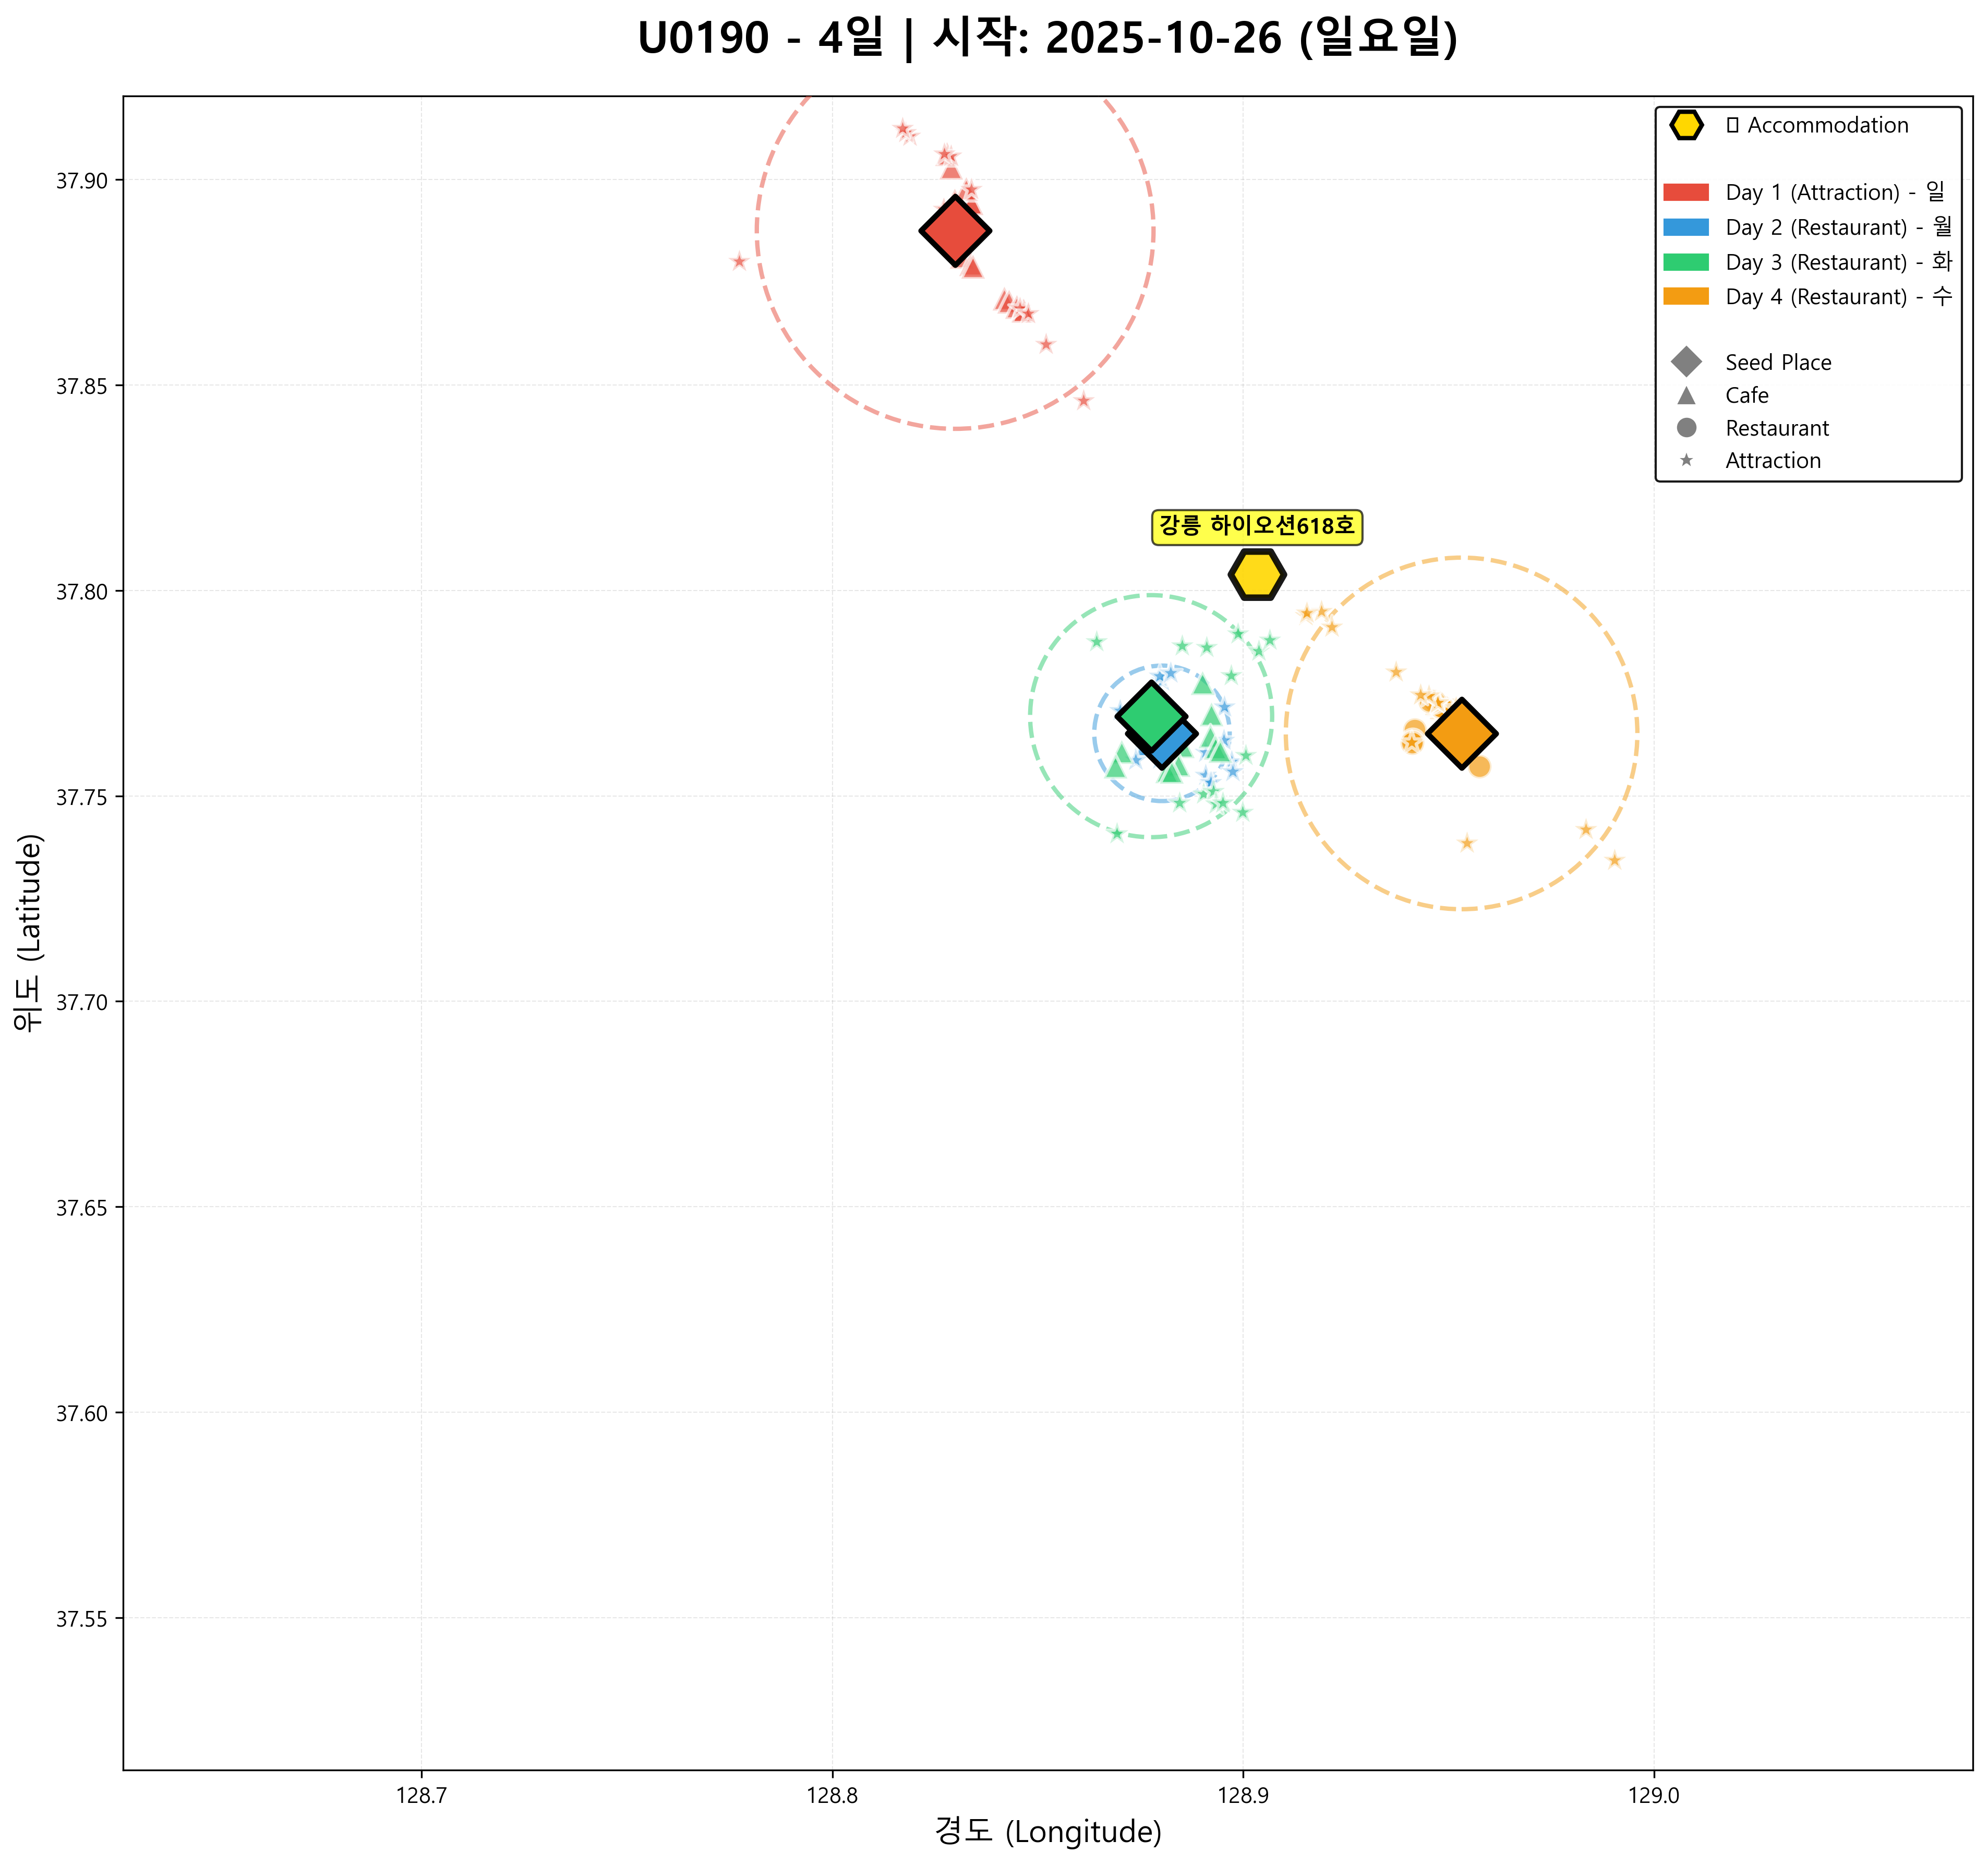 U0190 - 4일 | 시작: 2025-10-26 (일요일)
Accommodation
Day 1 (Attraction) - 일
Day 2 (Restaurant) - 월
Day 3 (Restaurant) - 화
Day 4 (Restaurant) - 수
Seed Place
Cafe
Restaurant
Attraction
강릉 하이오션618호
위도 (Latitude)
37.90
37.85
37.80
37.75
37.70
37.65
37.60
37.55
128.7
128.8
128.9
129.0
경도 (Longitude)